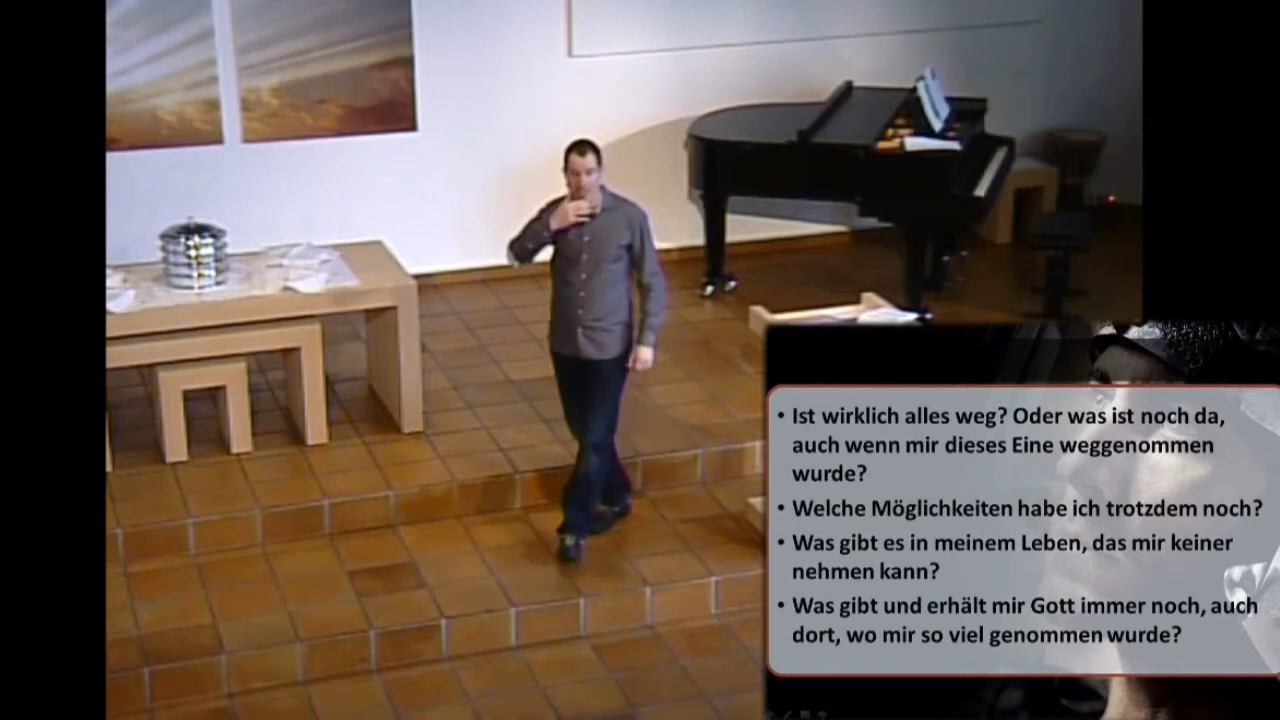 • Ist wirklich alles weg? Oder was ist noch da,
auch wenn mir dieses Eine weggenommen
wurde?
• Welche Möglichkeiten habe ich trotzdem noch?
• Was gibt es in meinem Leben, das mir keiner
nehmen kann?
• Was gibt und erhält mir Gott immer noch, auch
dort, wo mir so viel genommen wurde?